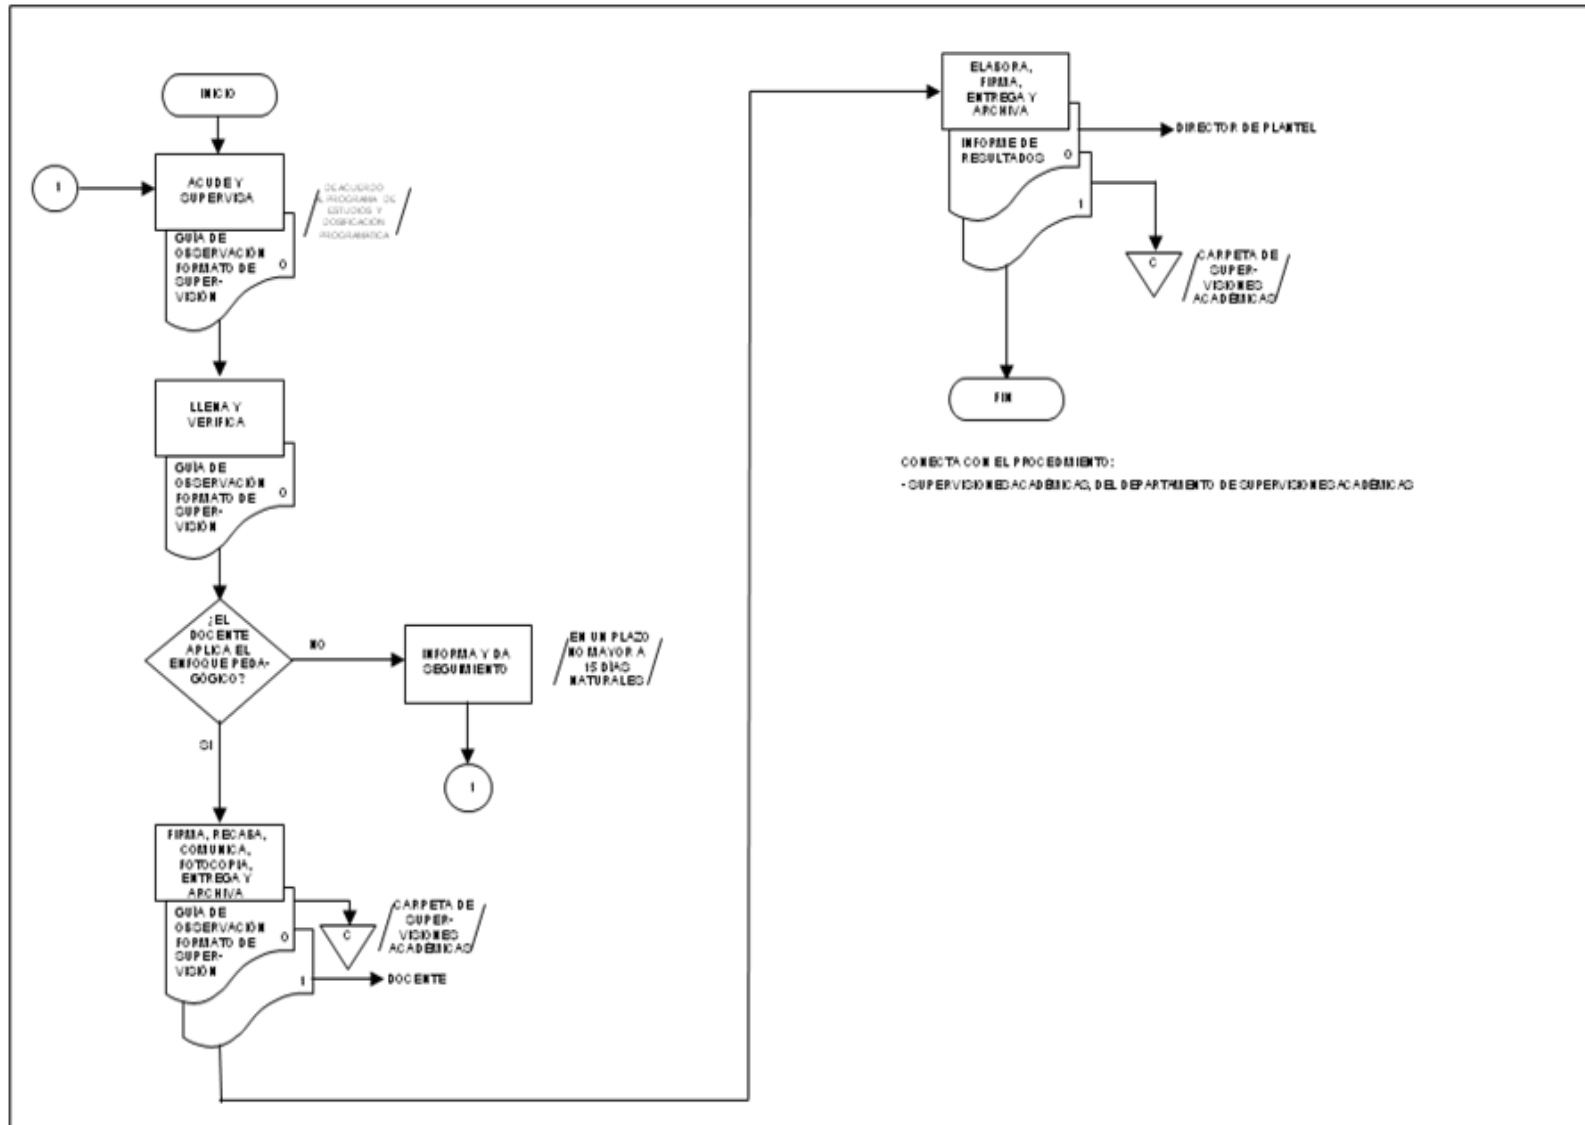 INICIO
1
ACUDE Y
SUPERVISA
DE ACUERDO
AL PROGRAMA DE
ESTUDIOS Y
DOSIFICACIÓN
PROGRAMÁTICA
GUÍA DE
OBSERVACIÓN
FORMATO DE
SUPER-
VISIÓN
0
LLENA Y
VERIFICA
GUÍA DE
OBSERVACIÓN
FORMATO DE
SUPER-
VISIÓN
0
¿EL
DOCENTE
APLICA EL
ENFOQUE PEDA-
GÓGICO?
NO
INFORMA Y DA
SEGUIMIENTO
EN UN PLAZO
NO MAYOR A
15 DÍAS
NATURALES
1
SI
FIRMA, RECABA,
COMUNICA,
FOTOCOPIA,
ENTREGA Y
ARCHIVA
GUÍA DE
OBSERVACIÓN
FORMATO DE
SUPER-
VISIÓN
0
C
CARPETA DE
SUPER-
VISIONES
ACADÉMICAS
1
DOCENTE
ELABORA,
FIRMA,
ENTREGA Y
ARCHIVA
INFORME DE
RESULTADOS
0
DIRECTOR DE PLANTEL
1
C
CARPETA DE
SUPER-
VISIONES
ACADÉMICAS
FIN
CONECTA CON EL PROCEDIMIENTO:
- SUPERVISIONES ACADÉMICAS, DEL DEPARTAMENTO DE SUPERVISIONES ACADÉMICAS